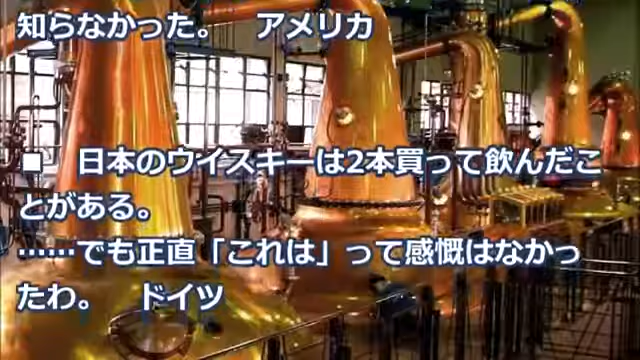 知らなかった。　アメリカ
■　日本のウイスキーは2本買って飲んだこ
とがある。
……でも正直「これは」って感慨はなかっ
たわ。　ドイツ